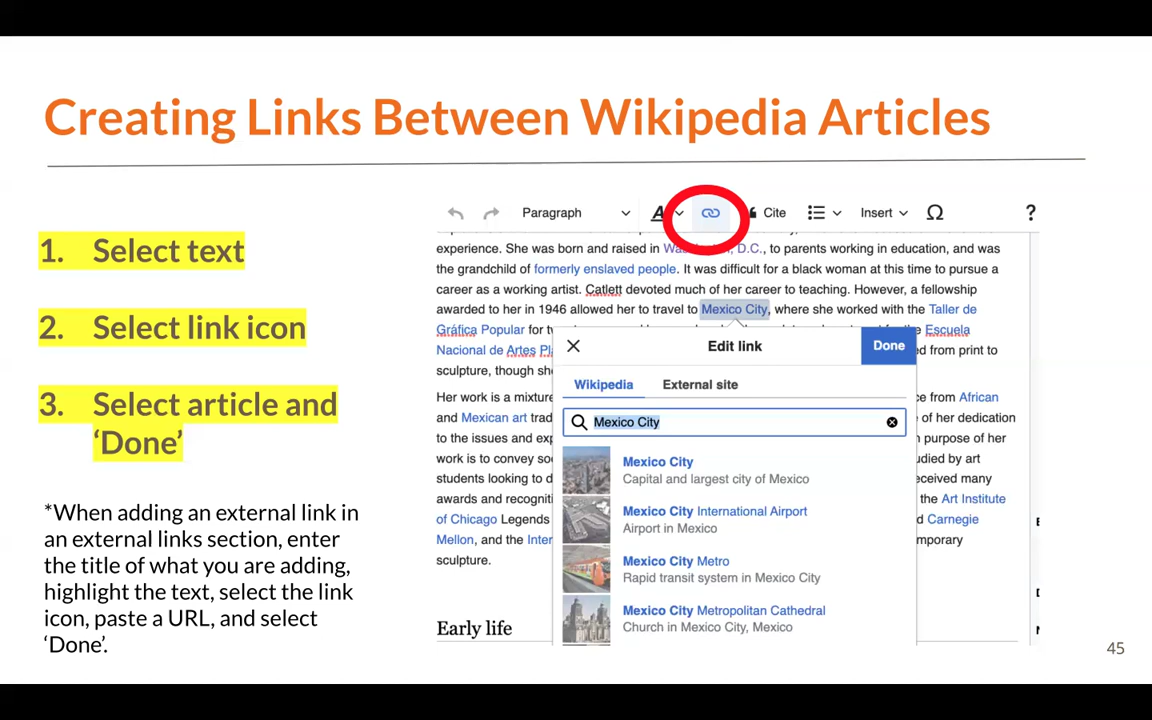 Creating Links Between Wikipedia Articles
1. Select text
2. Select link icon
3. Select article and
‘Done’
*When adding an external link in
an external links section, enter
the title of what you are adding,
highlight the text, select the link
icon, paste a URL, and select
‘Done’.
Paragraph A Cite Insert Ω ?
experience. She was born and raised in D.C., to parents working in education, and was
the grandchild of formerly enslaved people. It was difficult for a black woman at this time to pursue a
career as a working artist. Catlett devoted much of her career to teaching. However, a fellowship
awarded to her in 1946 allowed her to travel to Mexico City, where she worked with the Taller de
Gráfica Popular for Escuela
Nacional de Artes from print to
sculpture, though
Edit link
Done
Wikipedia External site
Mexico City
Mexico City
Capital and largest city of Mexico
Mexico City International Airport
Airport in Mexico
Mexico City Metro
Rapid transit system in Mexico City
Mexico City Metropolitan Cathedral
Church in Mexico City, Mexico
Her work is a mixture from African
and Mexican art of her dedication
to the issues and purpose of her
work is to convey by art
students looking to many
awards and the Art Institute
of Chicago Legends Carnegie
Mellon, and the
sculpture.
Early life
45